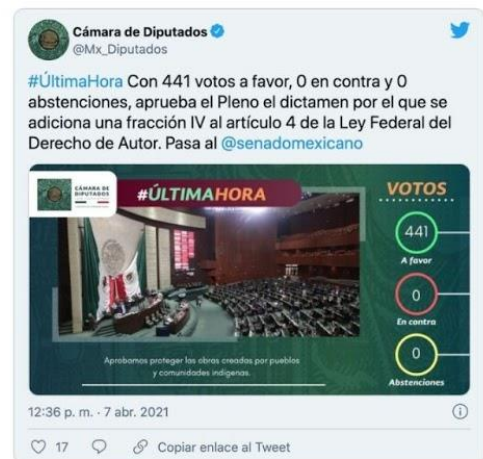 Cámara de Diputados
@Mx_Diputados
#ÚltimaHora Con 441 votos a favor, 0 en contra y 0
abstenciones, aprueba el Pleno el dictamen por el que se
adiciona una fracción IV al artículo 4 de la Ley Federal del
Derecho de Autor. Pasa al @senadomexicano
CÁMARA DE
DIPUTADOS
#ÚLTIMAHORA
VOTOS
441
A favor
0
En contra
0
Abstenciones
Aprobamos proteger las obras creadas por pueblos
y comunidades indígenas.
12:36 p. m. · 7 abr. 2021
17
Copiar enlace al Tweet